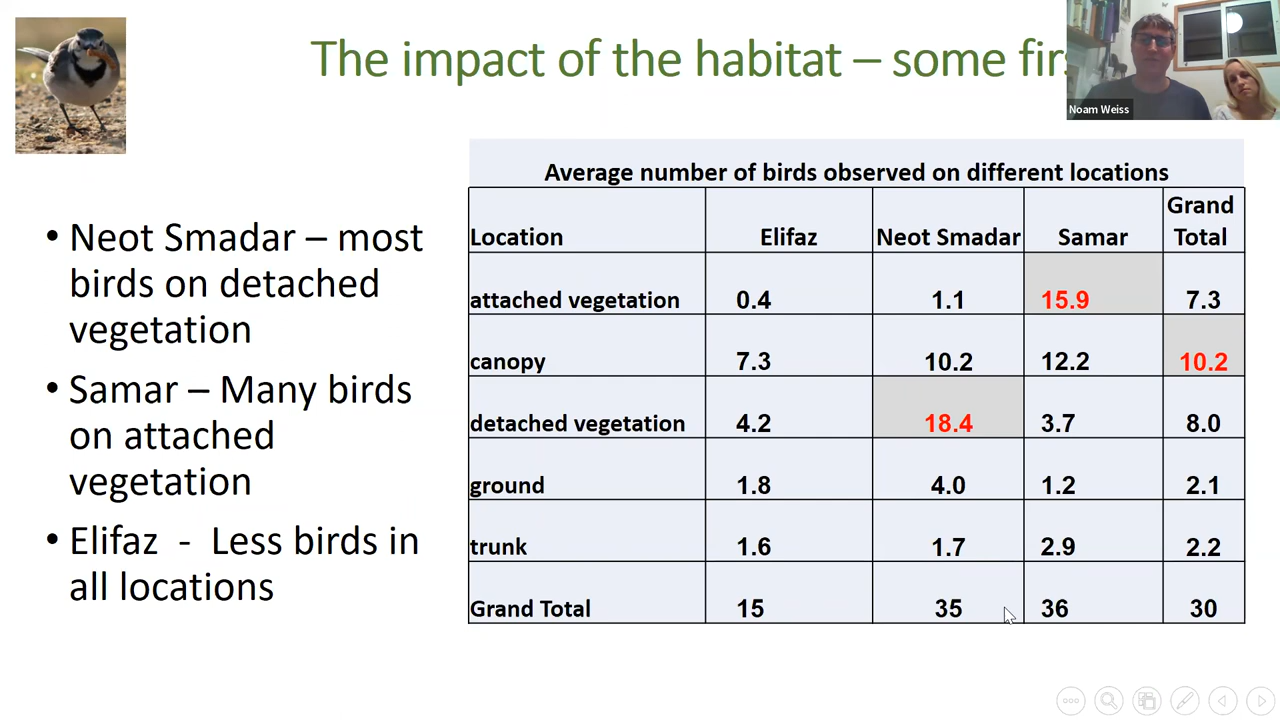 The impact of the habitat – some firs
Noam Weiss
• Neot Smadar – most
birds on detached
vegetation
• Samar – Many birds
on attached
vegetation
• Elifaz - Less birds in
all locations
Average number of birds observed on different locations
Location Elifaz Neot Smadar Samar Grand Total
attached vegetation 0.4 1.1 15.9 7.3
canopy 7.3 10.2 12.2 10.2
detached vegetation 4.2 18.4 3.7 8.0
ground 1.8 4.0 1.2 2.1
trunk 1.6 1.7 2.9 2.2
Grand Total 15 35 36 30